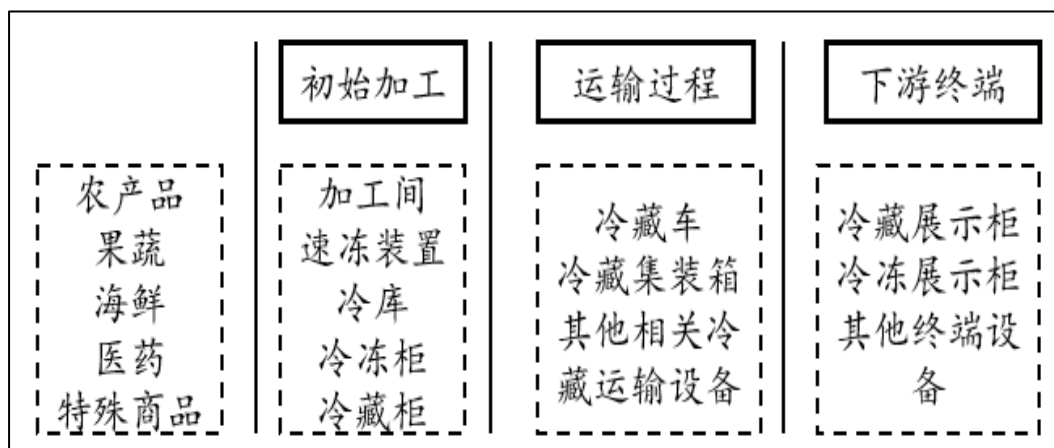 初始加工
运输过程
下游终端
农产品
果蔬
海鲜
医药
特殊商品
加工间
速冻装置
冷库
冷冻柜
冷藏柜
冷藏车
冷藏集装箱
其他相关冷
藏运输设备
冷藏展示柜
冷冻展示柜
其他终端设
备